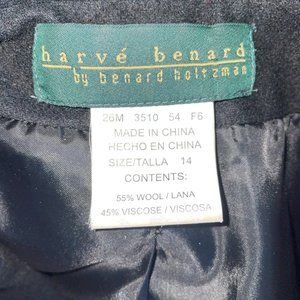 harvé benard
by benard holtzman
26M 3510 54 F6
MADE IN CHINA
HECHO EN CHINA
SIZE/TALLA 14
CONTENTS:
55% WOOL / LANA
45% VISCOSE / VISCOSA